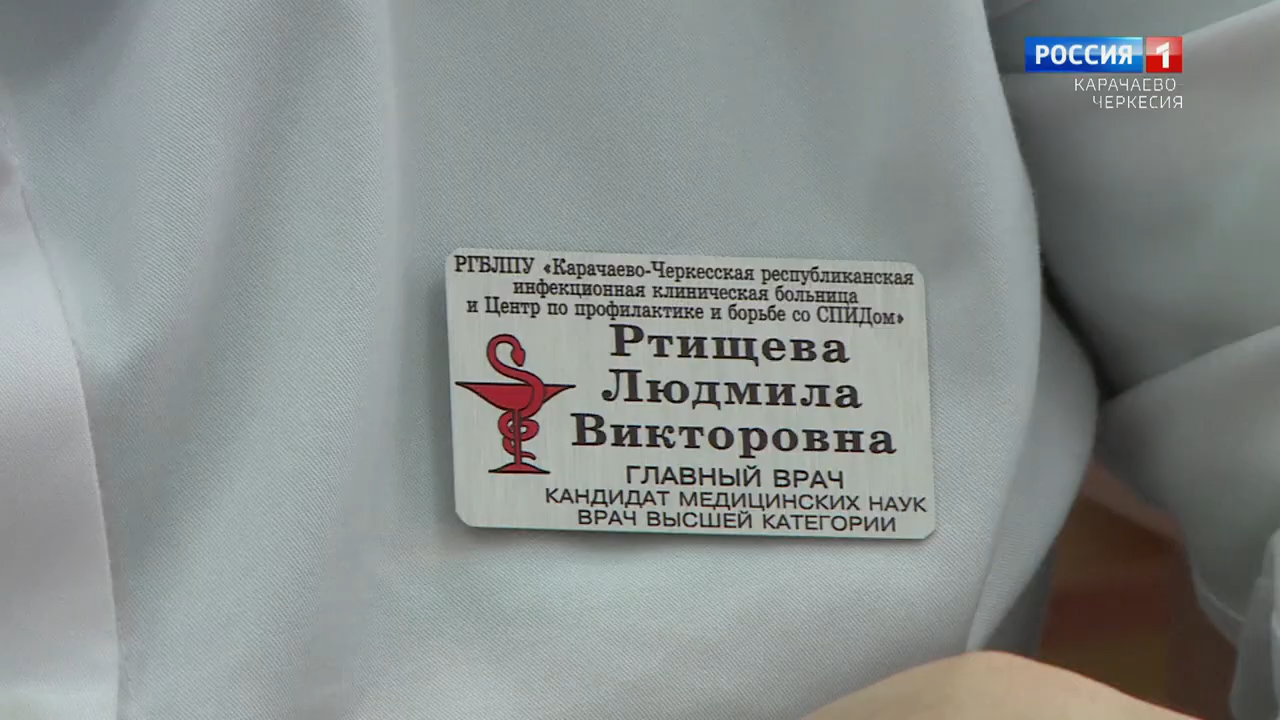 РОССИЯ 1
КАРАЧАЕВО-
ЧЕРКЕСИЯ
РГБЛПУ «Карачаево-Черкесская республиканская
инфекционная клиническая больница
и Центр по профилактике и борьбе со СПИДом»
Ртищева
Людмила
Викторовна
ГЛАВНЫЙ ВРАЧ
КАНДИДАТ МЕДИЦИНСКИХ НАУК
ВРАЧ ВЫСШЕЙ КАТЕГОРИИ